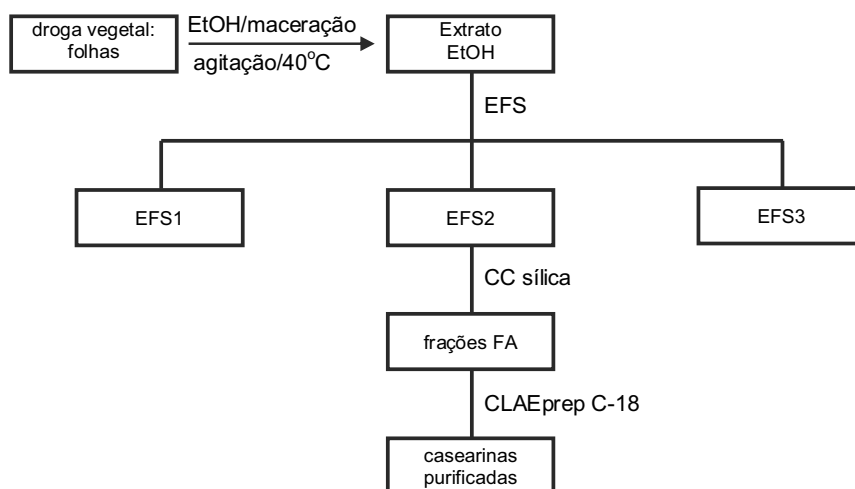 droga vegetal:
folhas
EtOH/maceração
agitação/40°C
Extrato
EtOH
EFS
EFS1
EFS2
EFS3
CC sílica
frações FA
CLAEprep C-18
casearinas
purificadas